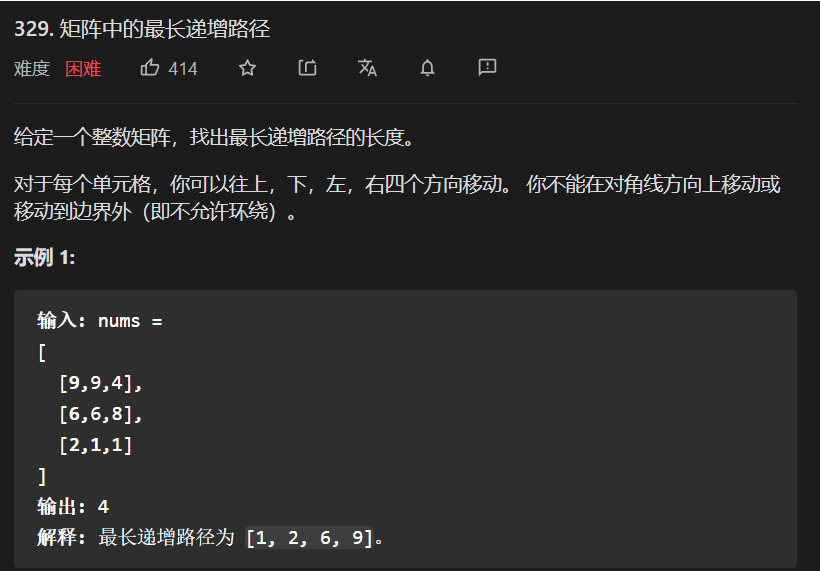 329. 矩阵中的最长递增路径
难度 困难 414
给定一个整数矩阵，找出最长递增路径的长度。
对于每个单元格，你可以往上，下，左，右四个方向移动。 你不能在对角线方向上移动或
移动到边界外（即不允许环绕）。
示例 1:
输入: nums =
[
[9,9,4],
[6,6,8],
[2,1,1]
]
输出: 4
解释: 最长递增路径为 [1, 2, 6, 9]。